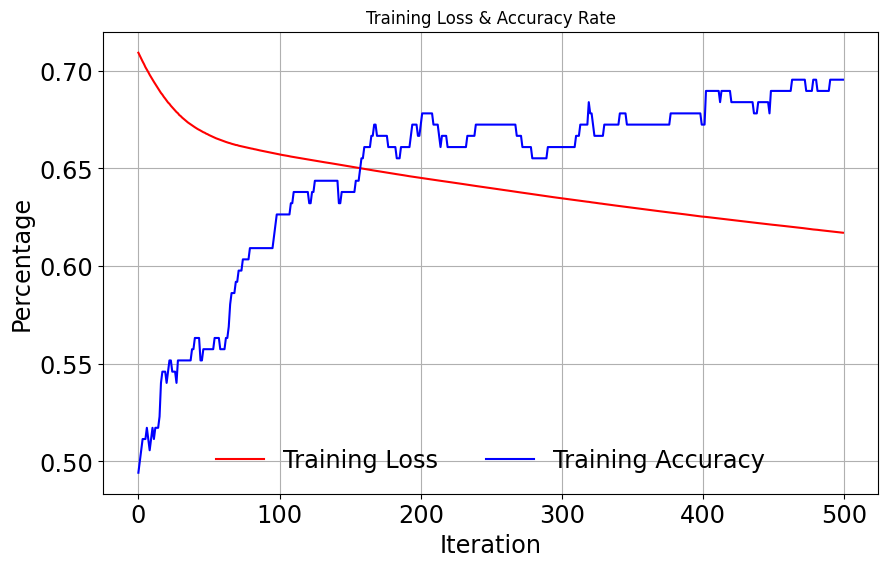 Training Loss & Accuracy Rate
0.70
0.65
0.60
0.55
0.50
Percentage
Training Loss
Training Accuracy
0 100 200 300 400 500
Iteration